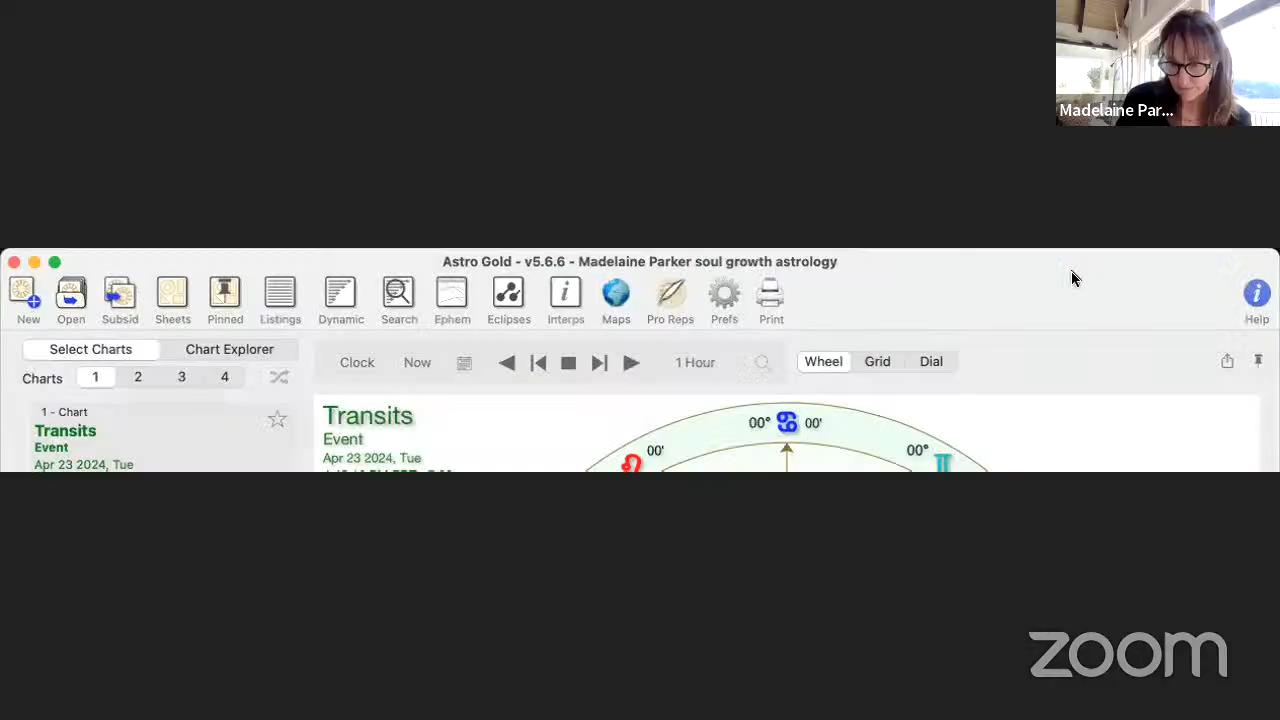 Madelaine Par...
Astro Gold - v5.6.6 - Madelaine Parker soul growth astrology
New Open Subsid Sheets Pinned Listings Dynamic Search Ephem Eclipses Interps Maps Pro Reps Prefs Print Help
Select Charts Chart Explorer
Clock Now 1 Hour Wheel Grid Dial
Charts 1 2 3 4
1 - Chart
Transits
Event
Apr 23 2024, Tue
Transits
Event
Apr 23 2024, Tue
00° ♋ 00'
♌ 00'
00° ♊
zoom